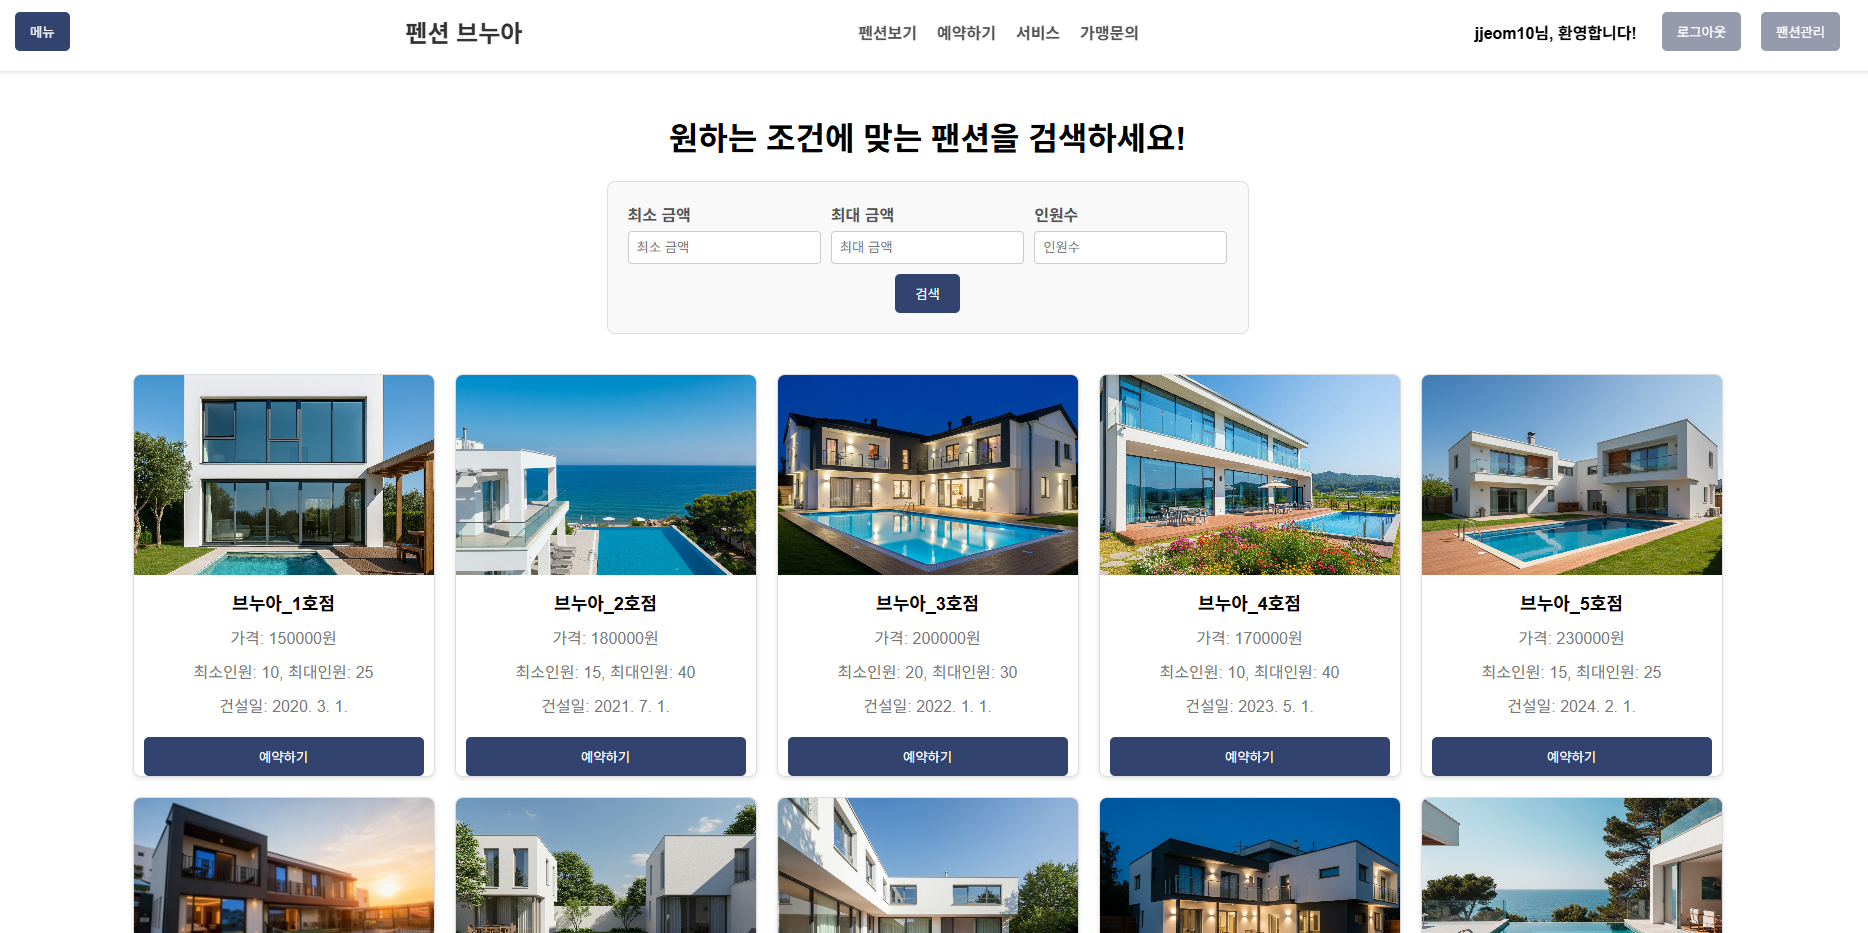 메뉴
펜션 브누아
펜션보기 예약하기 서비스 가맹문의
jjeom10님, 환영합니다!
로그아웃
팬션관리
원하는 조건에 맞는 팬션을 검색하세요!
최소 금액 최대 금액 인원수
최소 금액 최대 금액 인원수
검색
브누아_1호점
가격: 150000원
최소인원: 10, 최대인원: 25
건설일: 2020. 3. 1.
예약하기
브누아_2호점
가격: 180000원
최소인원: 15, 최대인원: 40
건설일: 2021. 7. 1.
예약하기
브누아_3호점
가격: 200000원
최소인원: 20, 최대인원: 30
건설일: 2022. 1. 1.
예약하기
브누아_4호점
가격: 170000원
최소인원: 10, 최대인원: 40
건설일: 2023. 5. 1.
예약하기
브누아_5호점
가격: 230000원
최소인원: 15, 최대인원: 25
건설일: 2024. 2. 1.
예약하기